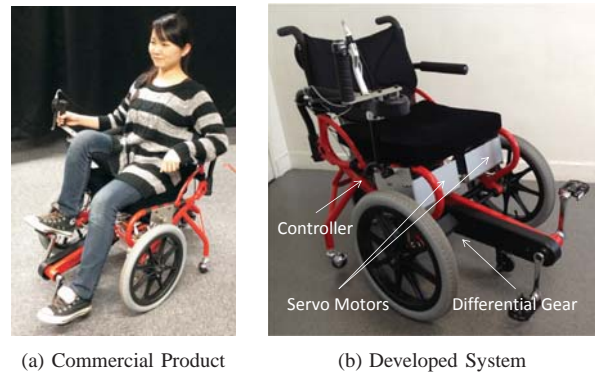 Controller
Servo Motors
Differential Gear
(a) Commercial Product
(b) Developed System